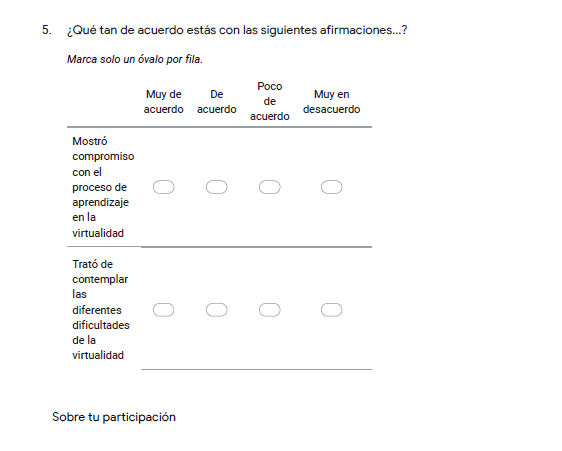 5. ¿Qué tan de acuerdo estás con las siguientes afirmaciones...?
Marca solo un óvalo por fila.
Muy de acuerdo
De acuerdo
Poco de acuerdo
Muy en desacuerdo
Mostró
compromiso
con el
proceso de
aprendizaje
en la
virtualidad
Trató de
contemplar
las
diferentes
dificultades
de la
virtualidad
Sobre tu participación